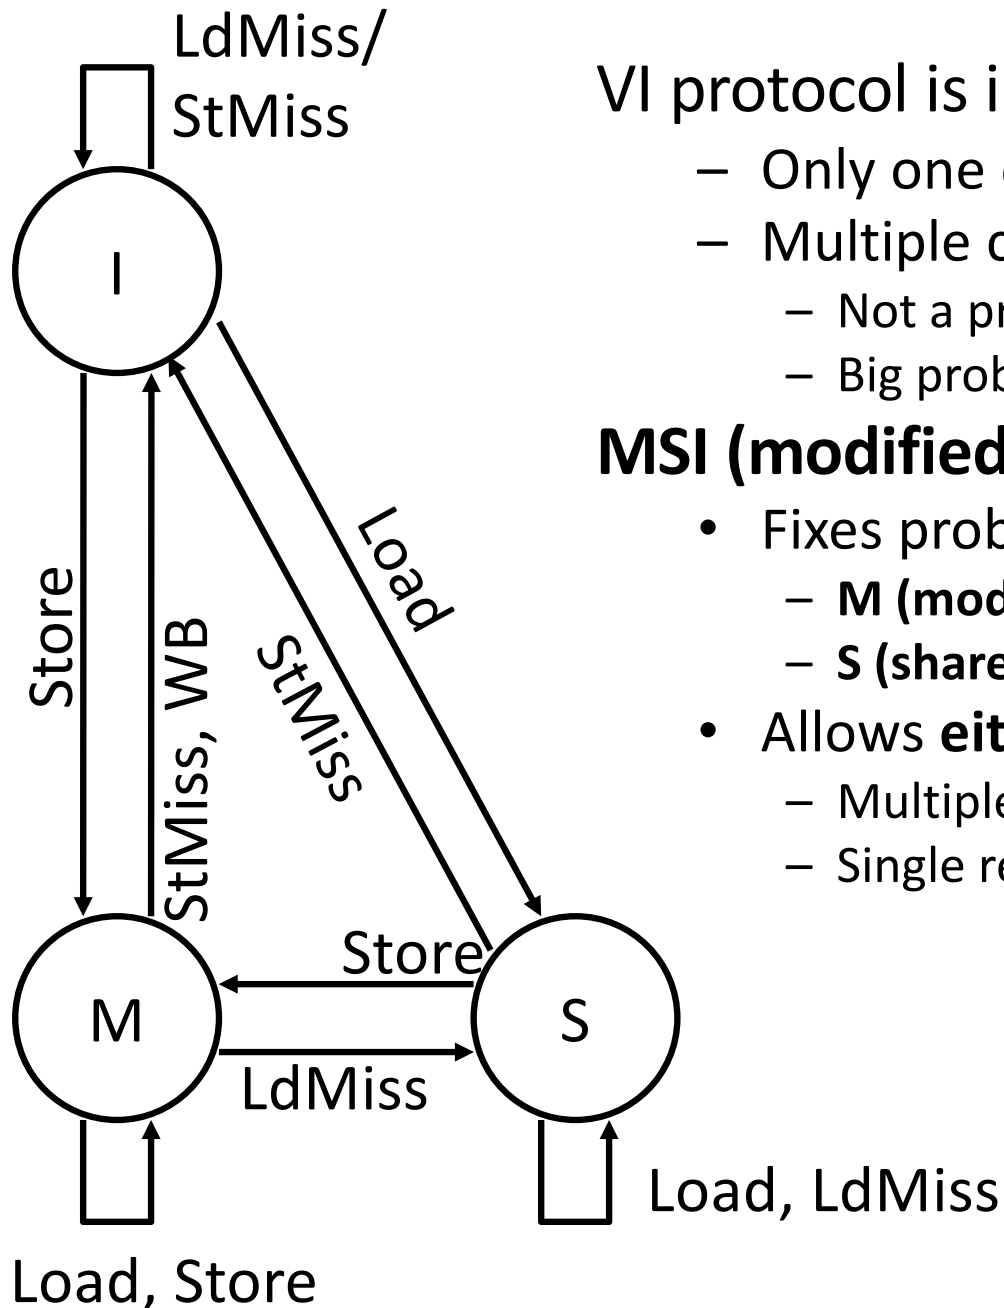 LdMiss/
StMiss
I
Store
StMiss, WB
StMiss
Load
Store
M
S
LdMiss
Load, LdMiss
Load, Store
VI protocol is i
– Only one
– Multiple
– Not a pr
– Big prob
MSI (modified
• Fixes prob
– M (mod
– S (share
• Allows eit
– Multiple
– Single re